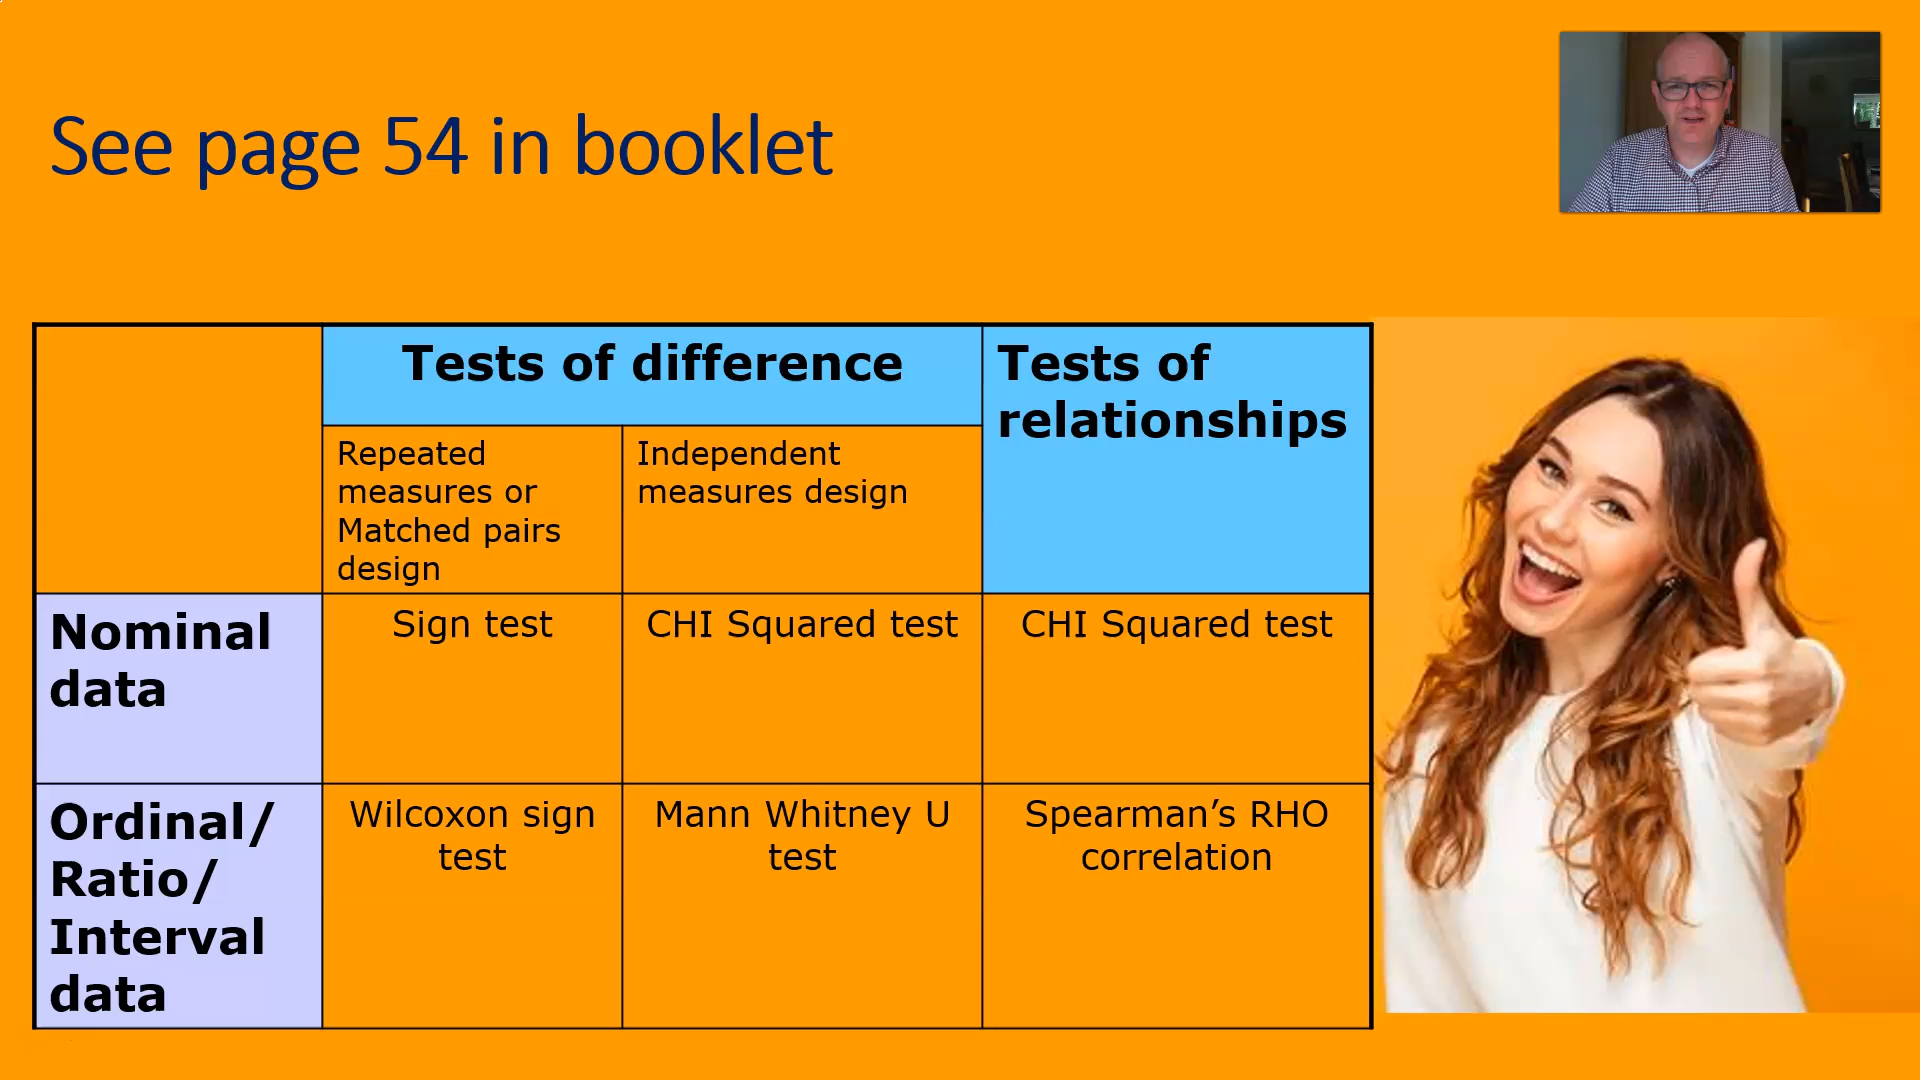 See page 54 in booklet
Tests of difference
Tests of
relationships
Repeated
measures or
Matched pairs
design
Independent
measures design
Nominal
data
Sign test
CHI Squared test
CHI Squared test
Ordinal/
Ratio/
Interval
data
Wilcoxon sign
test
Mann Whitney U
test
Spearman’s RHO
correlation